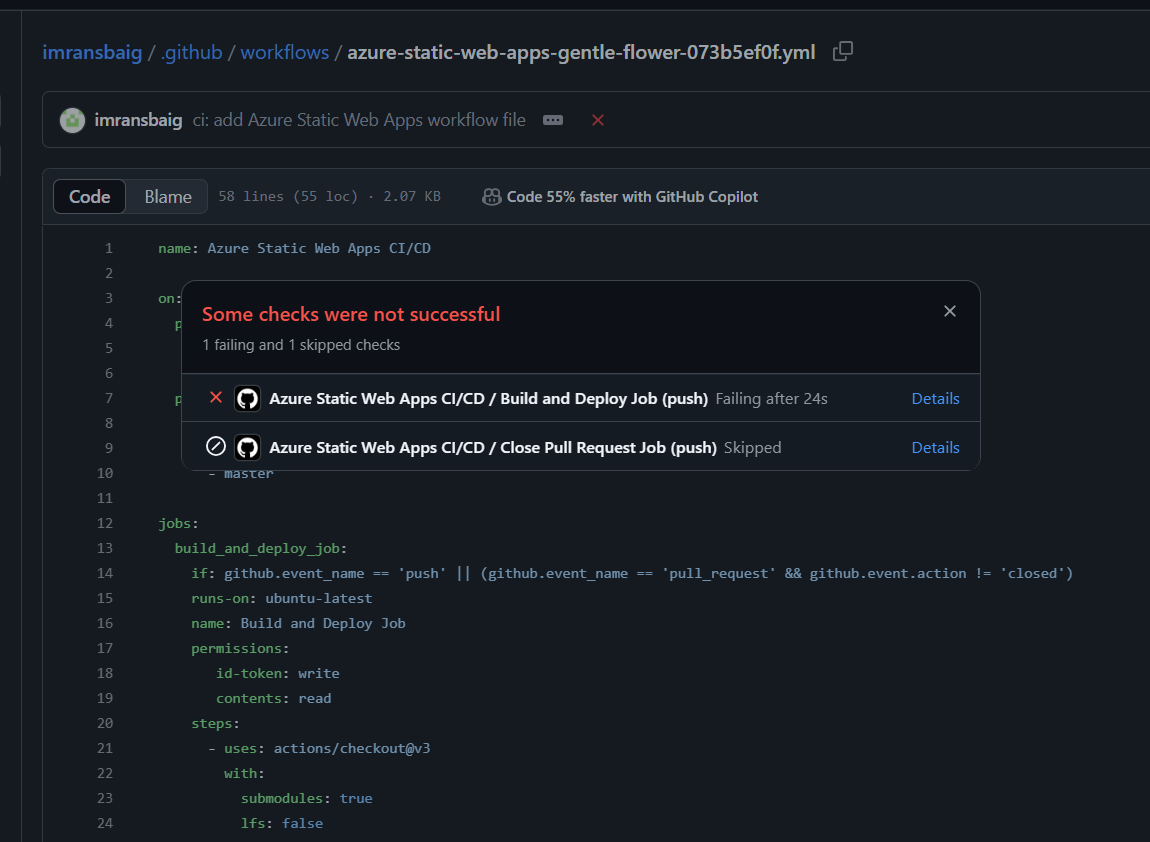 imransbaig / .github / workflows / azure-static-web-apps-gentle-flower-073b5ef0f.yml
imransbaig ci: add Azure Static Web Apps workflow file
Code Blame 58 lines (55 loc) · 2.07 KB Code 55% faster with GitHub Copilot
1 name: Azure Static Web Apps CI/CD
2
3 on:
Some checks were not successful
4 p
1 failing and 1 skipped checks
5
6
7 p
Azure Static Web Apps CI/CD / Build and Deploy Job (push) Failing after 24s Details
8
9
Azure Static Web Apps CI/CD / Close Pull Request Job (push) Skipped Details
10 - master
11
12 jobs:
13 build_and_deploy_job:
14 if: github.event_name == 'push' || (github.event_name == 'pull_request' && github.event.action != 'closed')
15 runs-on: ubuntu-latest
16 name: Build and Deploy Job
17 permissions:
18 id-token: write
19 contents: read
20 steps:
21 - uses: actions/checkout@v3
22 with:
23 submodules: true
24 lfs: false